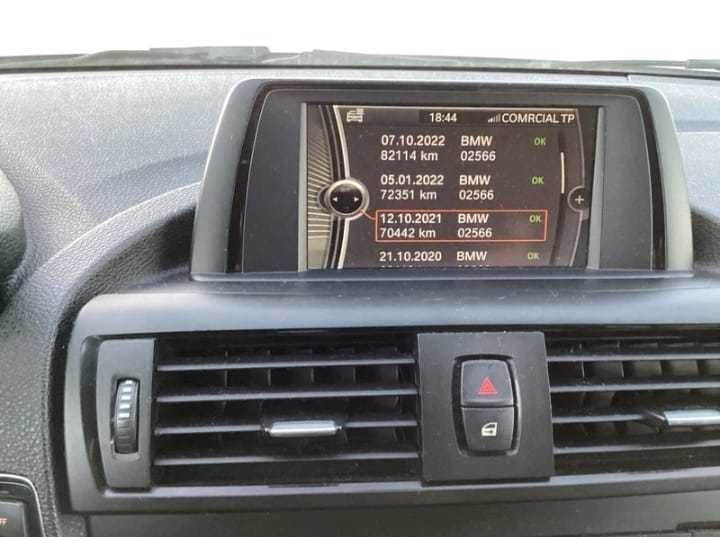 18:44 COMRCIAL TP
07.10.2022 BMW OK
82114 km 02566
05.01.2022 BMW OK
72351 km 02566
12.10.2021 BMW OK
70442 km 02566
21.10.2020 BMW OK
OFF